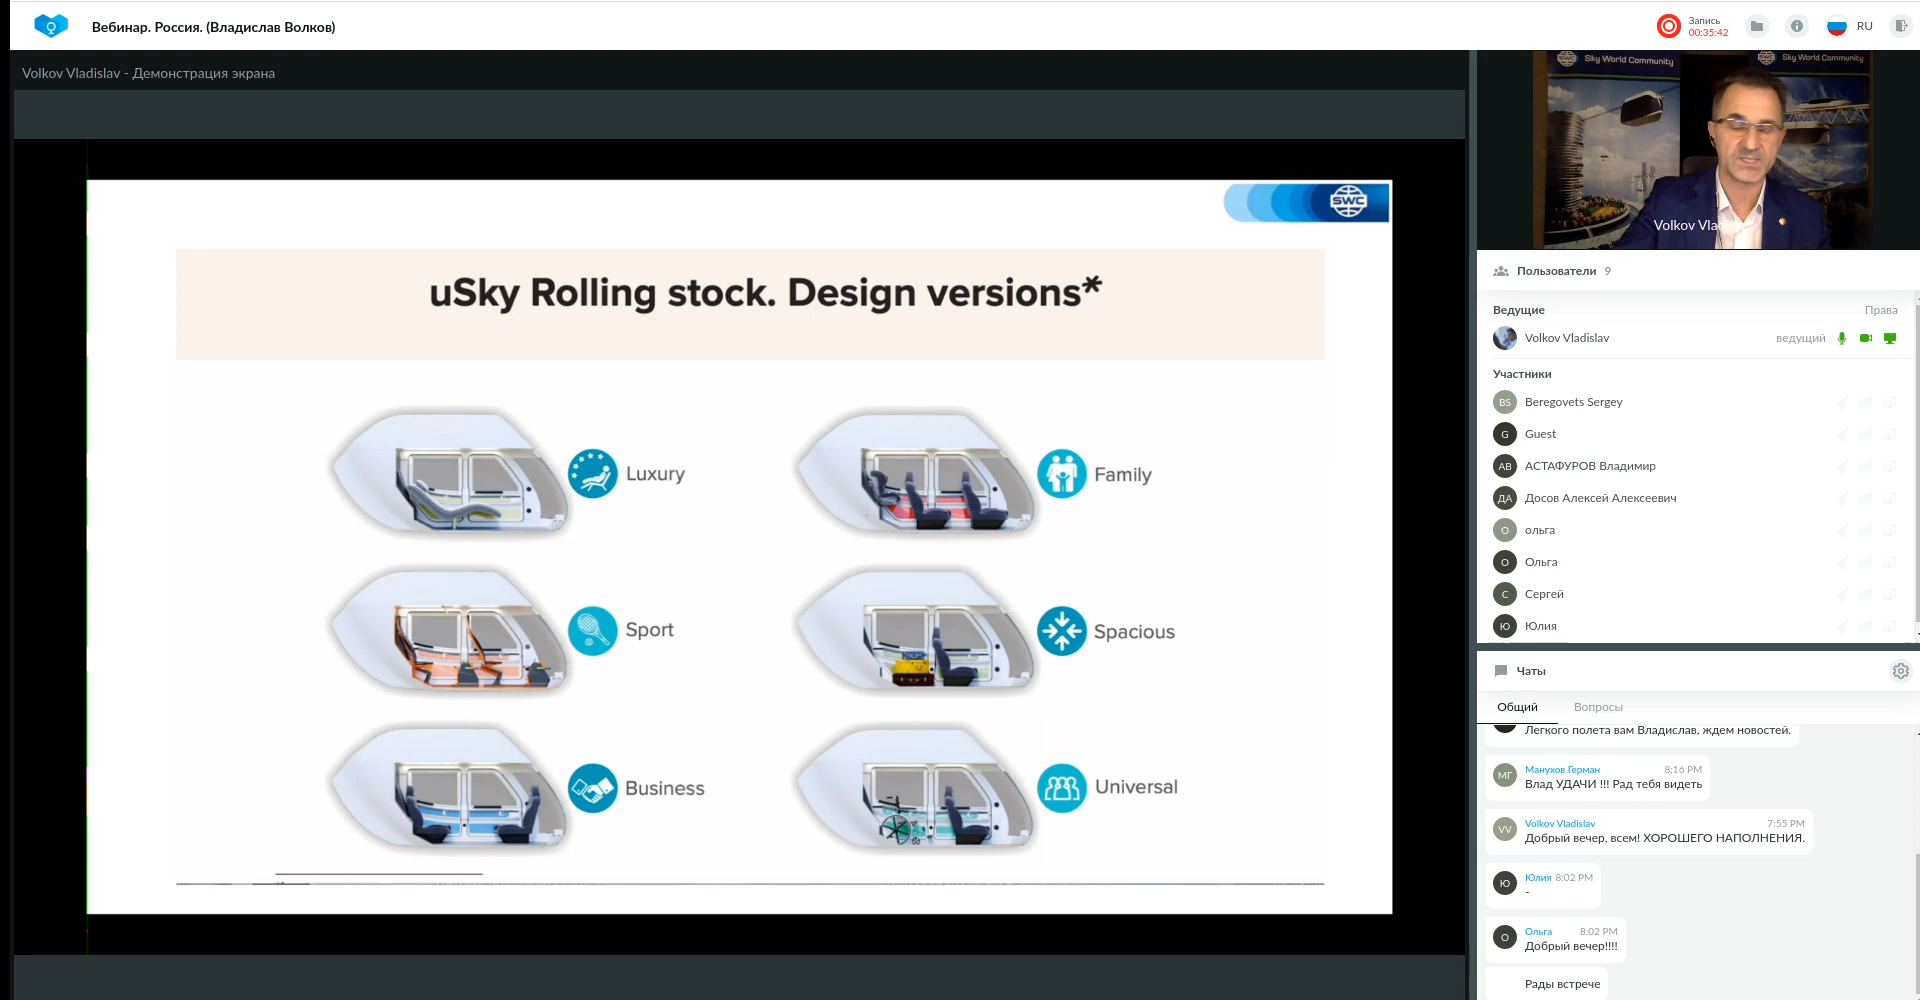 Вебинар. Россия. (Владислав Волков)
Запись
00:35:42
RU
Volkov Vladislav - Демонстрация экрана
SWC
uSky Rolling stock. Design versions*
Luxury
Family
Sport
Spacious
Business
Universal
SWC Sky World Community
SWC Sky World Community
Volkov
Пользователи 9
Ведущие Права
Volkov Vladislav ведущий
Участники
BS Beregovets Sergey
G Guest
АВ АСТАФУРОВ Владимир
ДА Досов Алексей Алексеевич
О ольга
О Ольга
С Сергей
Ю Юлия
Чаты
Общий Вопросы
Легкого полета вам Владислав, ждем новостей.
МГ Манухов Герман 8:16 PM
Влад УДАЧИ !!! Рад тебя видеть
VV Volkov Vladislav 7:55 PM
Добрый вечер, всем! ХОРОШЕГО НАПОЛНЕНИЯ.
Ю Юлия 8:02 PM
-
О Ольга 8:02 PM
Добрый вечер!!!!
Рады встрече